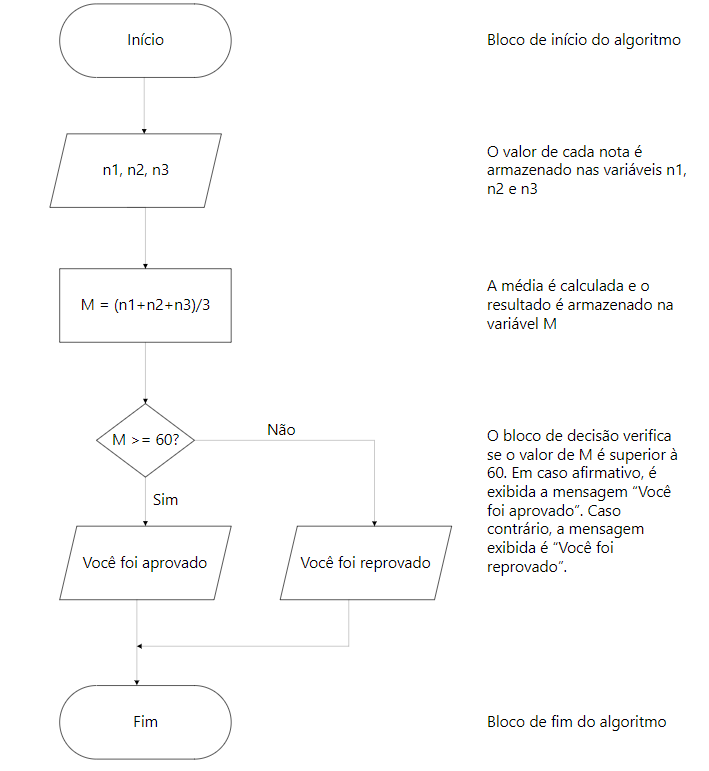 Início
Bloco de início do algoritmo
n1, n2, n3
O valor de cada nota é
armazenado nas variáveis n1,
n2 e n3
M = (n1+n2+n3)/3
A média é calculada e o
resultado é armazenado na
variável M
M >= 60?
Não
Sim
O bloco de decisão verifica
se o valor de M é superior à
60. Em caso afirmativo, é
exibida a mensagem “Você
foi aprovado”. Caso
contrário, a mensagem
exibida é “Você foi
reprovado”.
Você foi aprovado
Você foi reprovado
Fim
Bloco de fim do algoritmo